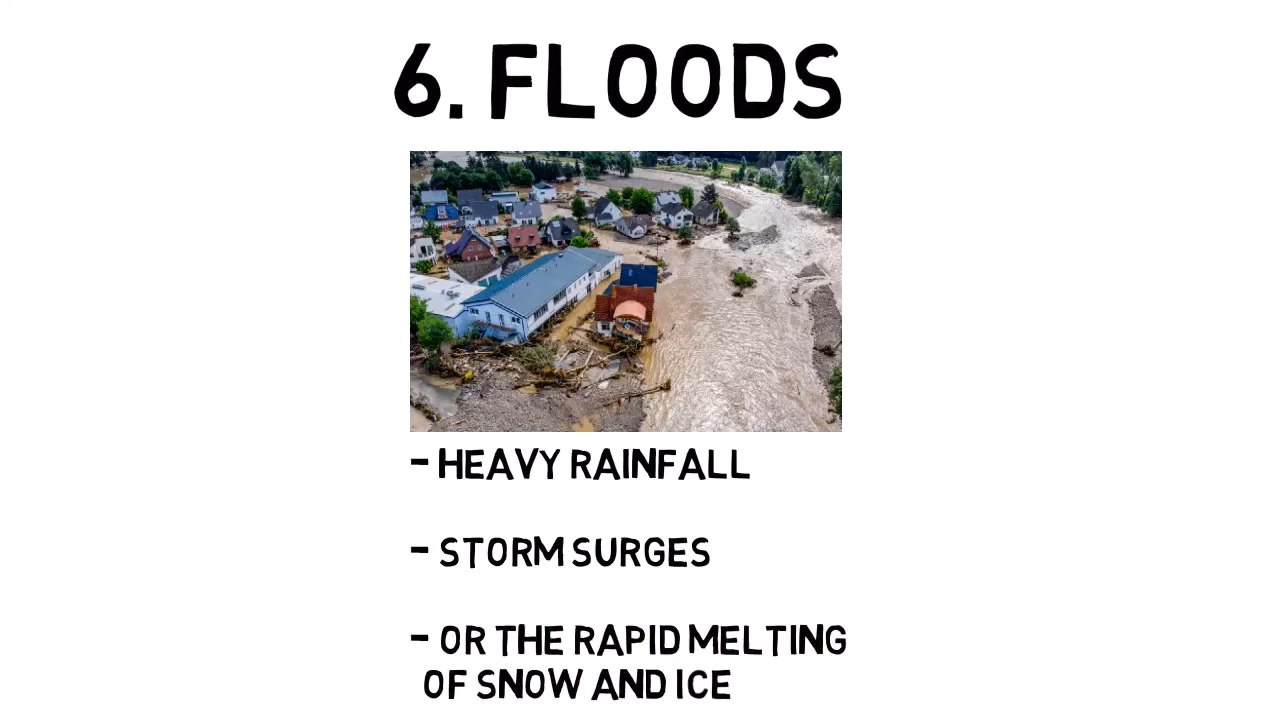 6. FLOODS
- HEAVY RAINFALL
- STORM SURGES
- OR THE RAPID MELTING
OF SNOW AND ICE